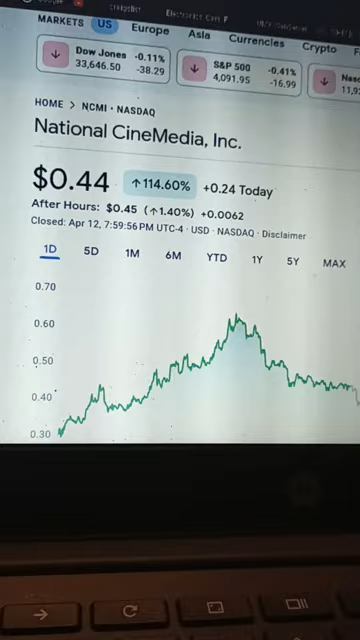 MARKETS US Europe Asia Currencies Crypto
Dow Jones -0.11%
33,646.50 -38.29
S&P 500 -0.41%
4,091.95 -16.99
HOME > NCMI • NASDAQ
National CineMedia, Inc.
$0.44 ↑114.60% +0.24 Today
After Hours: $0.45 (↑1.40%) +0.0062
Closed: Apr 12, 7:59:56 PM UTC-4 · USD · NASDAQ · Disclaimer
1D 5D 1M 6M YTD 1Y 5Y MAX
0.70
0.60
0.50
0.40
0.30